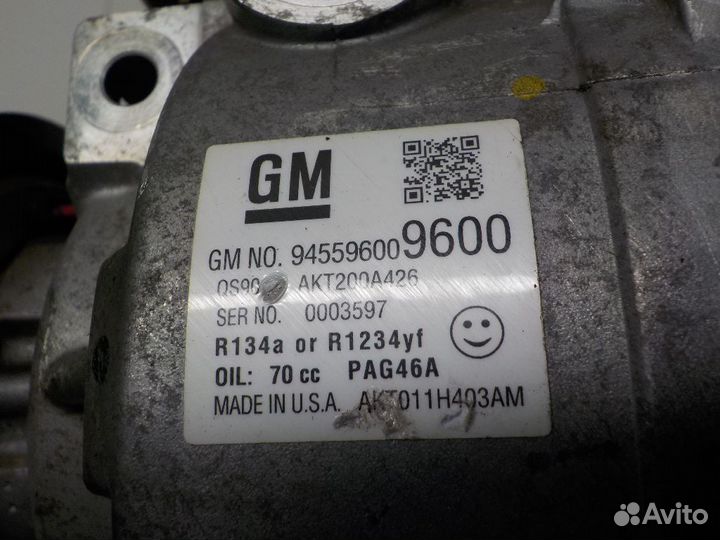 GM
GM NO. 94559600 9600
QS90 AKT200A426
SER NO. 0003597
R134a or R1234yf
OIL: 70 cc PAG46A
MADE IN U.S.A. AKT011H403AM
Avito